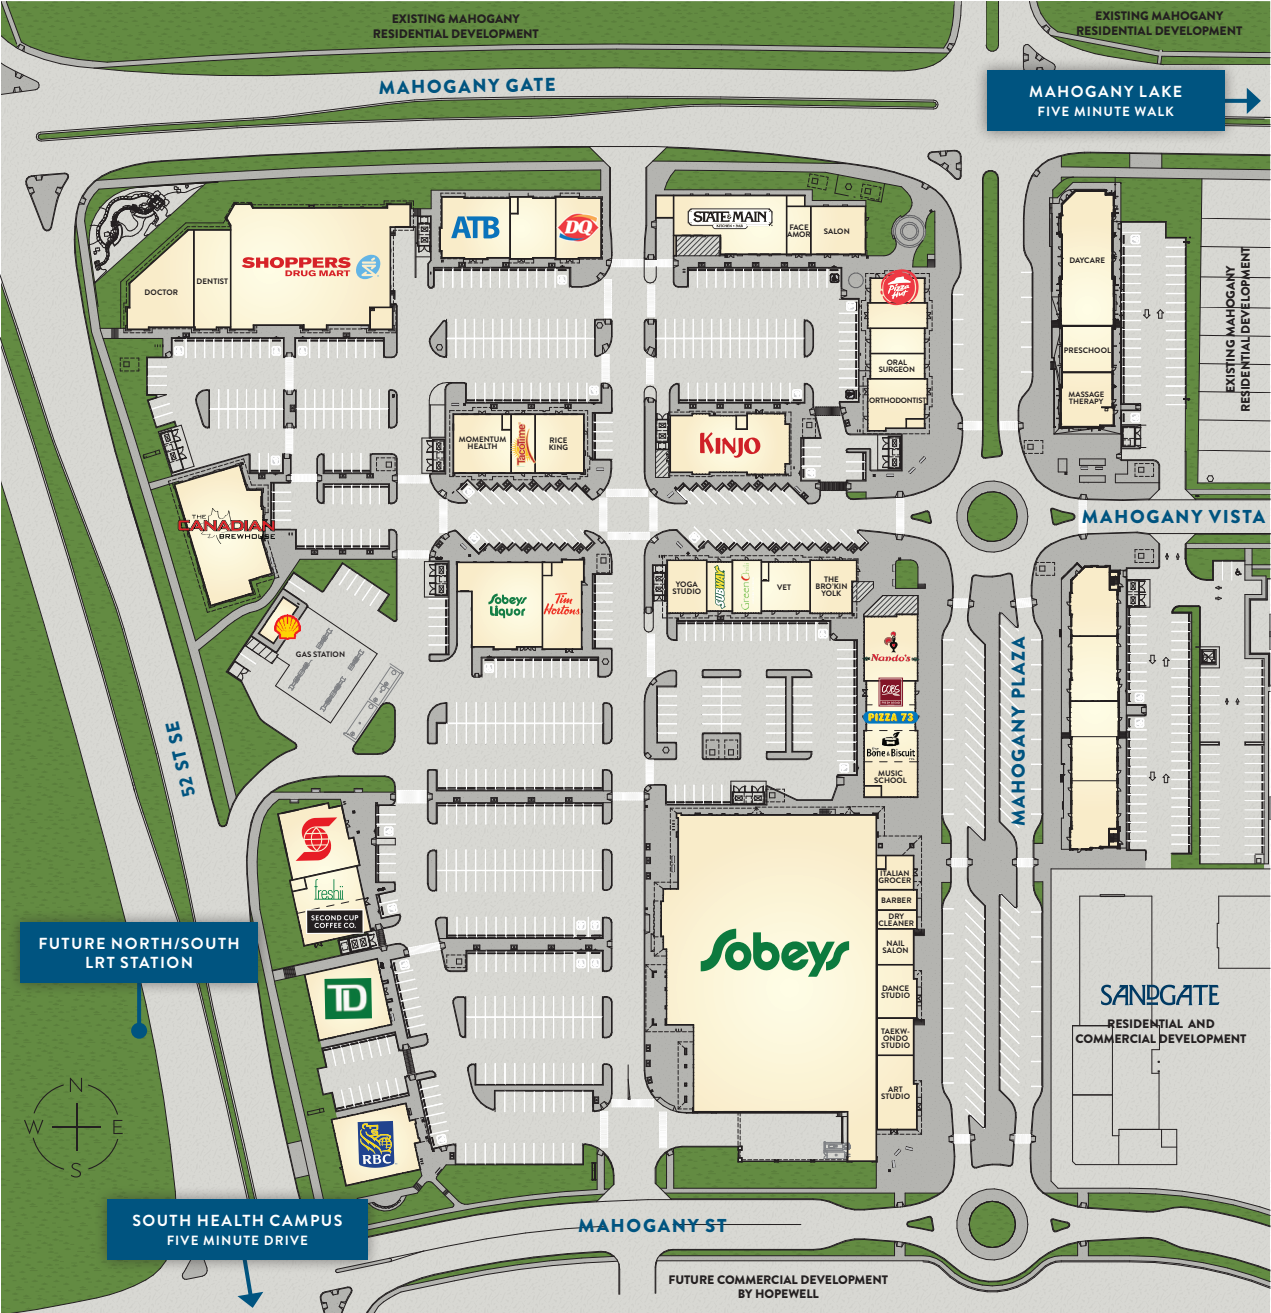 EXISTING MAHOGANY
RESIDENTIAL DEVELOPMENT
EXISTING MAHOGANY
RESIDENTIAL DEVELOPMENT
MAHOGANY GATE
MAHOGANY LAKE
FIVE MINUTE WALK
ATB
DQ
STATE & MAIN
KITCHEN • BAR
FACE
AMOR
SALON
SHOPPERS
DRUG MART
DENTIST
DOCTOR
Pizza
Hut
DAYCARE
EXISTING MAHOGANY
RESIDENTIAL DEVELOPMENT
ORAL
SURGEON
ORTHODONTIST
PRESCHOOL
MASSAGE
THERAPY
MOMENTUM
HEALTH
TacoTime
RICE
KING
KINJO
THE
CANADIAN
BREWHOUSE
MAHOGANY VISTA
Sobeys
Liquor
Tim
Hortons
YOGA
STUDIO
SUBWAY
Green Chili
VET
THE
BRO'KIN
YOLK
GAS STATION
Nando's
COBS
PIZZA 73
Bone & Biscuit
MUSIC
SCHOOL
MAHOGANY PLAZA
52 ST SE
freshii
SECOND CUP
COFFEE CO.
ITALIAN
GROCER
BARBER
DRY
CLEANER
NAIL
SALON
DANCE
STUDIO
TAEKW-
ONDO
STUDIO
ART
STUDIO
Sobeys
FUTURE NORTH/SOUTH
LRT STATION
TD
SANDGATE
RESIDENTIAL AND
COMMERCIAL DEVELOPMENT
N
W
E
S
RBC
SOUTH HEALTH CAMPUS
FIVE MINUTE DRIVE
MAHOGANY ST
FUTURE COMMERCIAL DEVELOPMENT
BY HOPEWELL